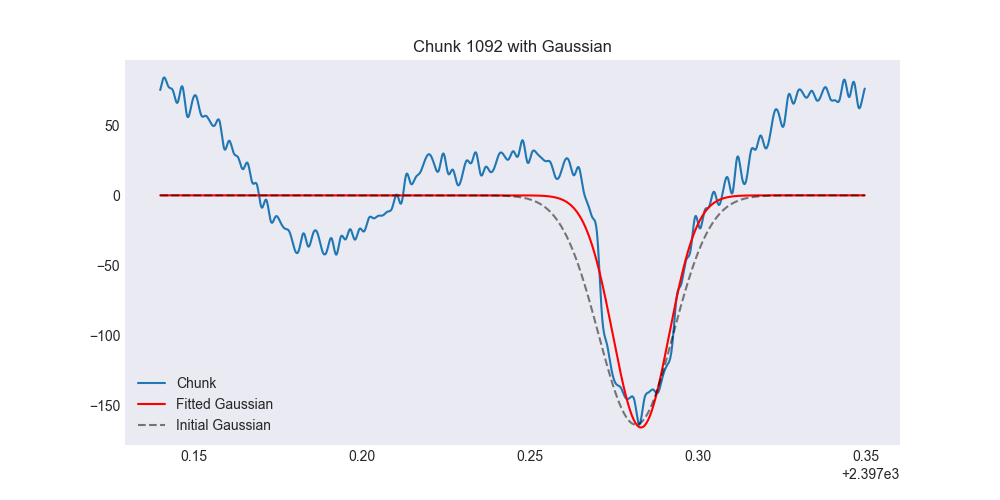 Chunk 1092 with Gaussian
50
0
−50
−100
−150
Chunk
Fitted Gaussian
Initial Gaussian
0.15 0.20 0.25 0.30 0.35
+2.397e3